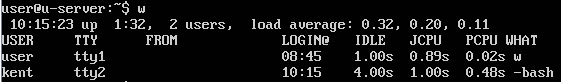 user@u-server:~$ w
 10:15:23 up  1:32,  2 users,  load average: 0.32, 0.20, 0.11
USER     TTY      FROM             LOGIN@   IDLE   JCPU   PCPU WHAT
user     tty1                      08:45    1.00s  0.89s  0.02s w
kent     tty2                      10:15    4.00s  1.00s  0.48s -bash